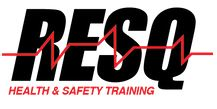 RESQ
HEALTH & SAFETY TRAINING